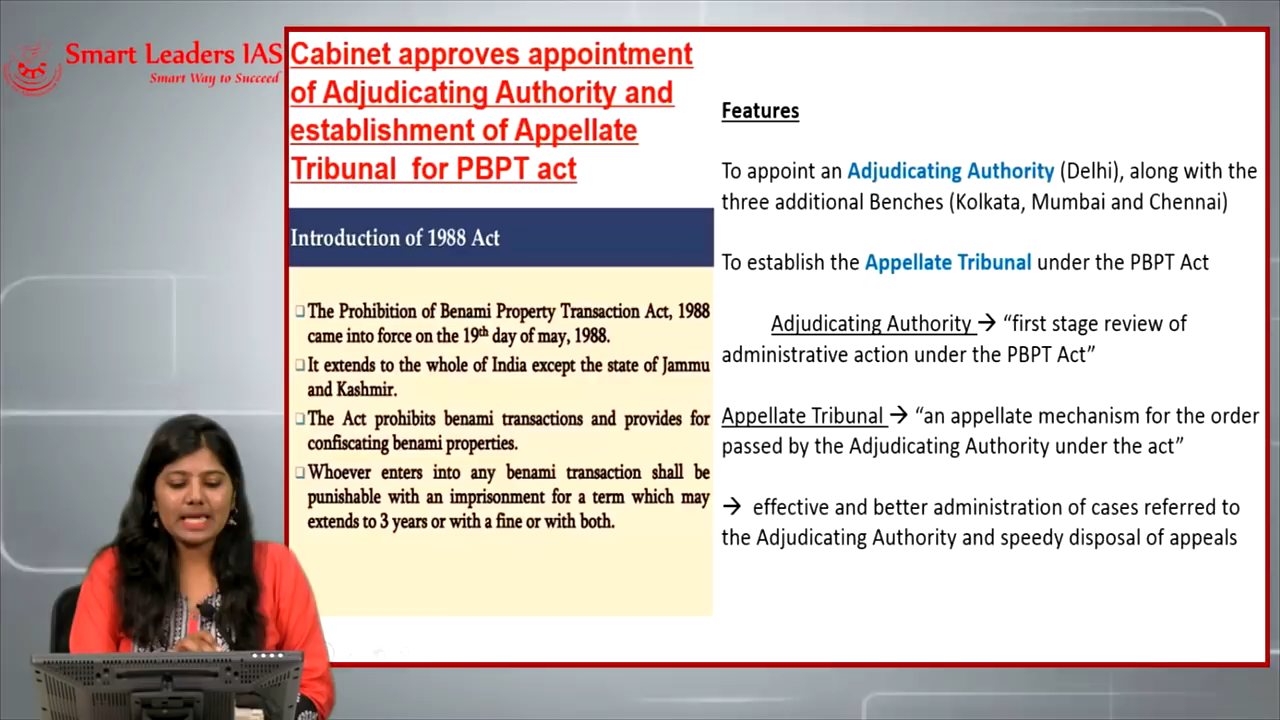 Smart Leaders IAS
Smart Way to Succeed
Cabinet approves appointment
of Adjudicating Authority and
establishment of Appellate
Tribunal for PBPT act
Introduction of 1988 Act
❑The Prohibition of Benami Property Transaction Act, 1988
came into force on the 19th day of may, 1988.
❑It extends to the whole of India except the state of Jammu
and Kashmir.
❑The Act prohibits benami transactions and provides for
confiscating benami properties.
❑Whoever enters into any benami transaction shall be
punishable with an imprisonment for a term which may
extends to 3 years or with a fine or with both.
Features
To appoint an Adjudicating Authority (Delhi), along with the
three additional Benches (Kolkata, Mumbai and Chennai)
To establish the Appellate Tribunal under the PBPT Act
Adjudicating Authority → “first stage review of
administrative action under the PBPT Act”
Appellate Tribunal → “an appellate mechanism for the order
passed by the Adjudicating Authority under the act”
→ effective and better administration of cases referred to
the Adjudicating Authority and speedy disposal of appeals